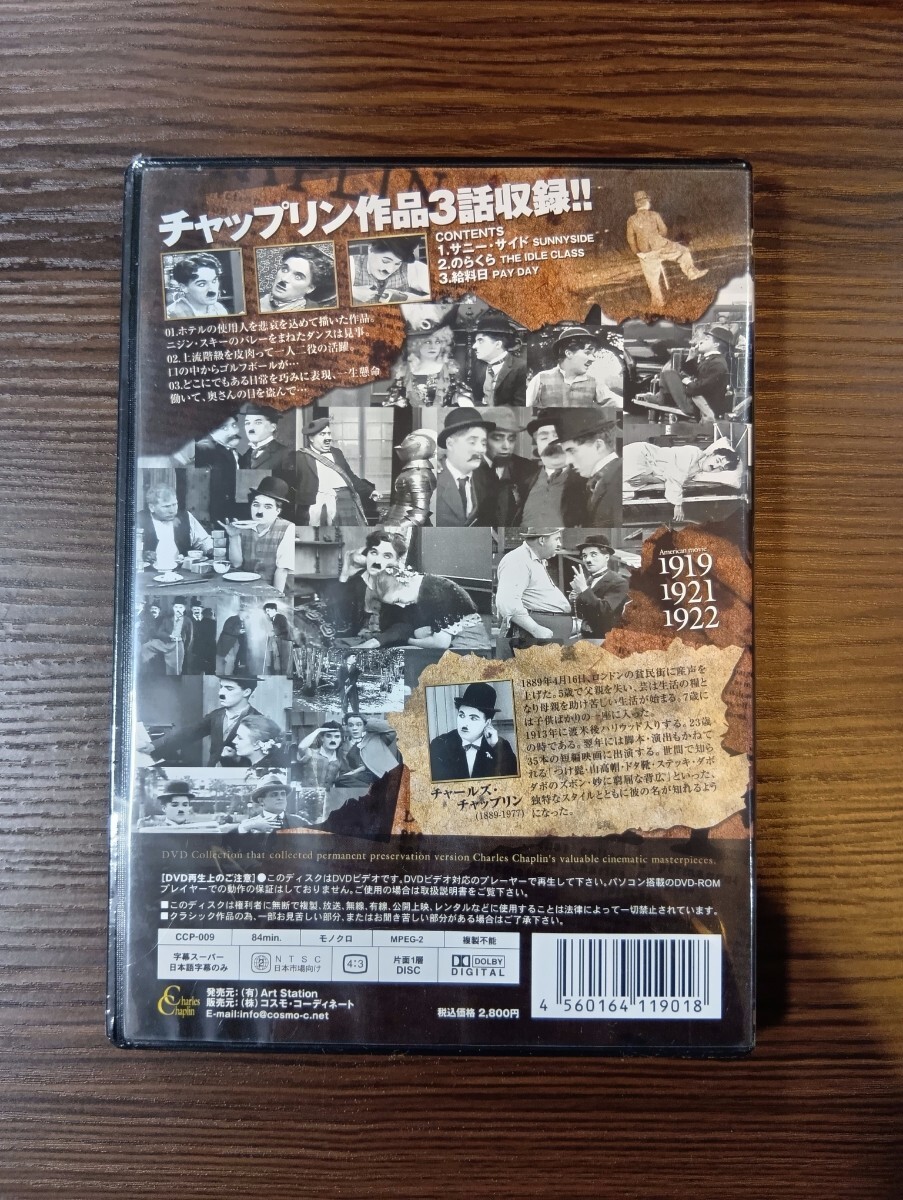 チャップリン作品3話収録!!
CONTENTS
1.サニー・サイド SUNNYSIDE
2.のらくら THE IDLE CLASS
3.給料日 PAY DAY
01.ホテルの使用人を悲哀を込めて描いた作品。
ニジン・スキーのバレーをまねたダンスは見事。
02.上流階級を皮肉って一人二役の活躍。
口の中からゴルフボールが…
03.どこにでもある日常を巧みに表現、一生懸命
働いて、奥さんの目を盗んで…
American movie
1919
1921
1922
1889年4月16日、ロンドンの貧民街に産声を
上げた。5歳で父親を失い、芸は生活の糧と
なり母親を助け苦しい生活が始まる。7歳に
は子供ばかりの一座に入った。
1913年に渡米後ハリウッド入りする。23歳
の時である。翌年には脚本・演出もかねて
35本の短編映画に出演する。世間で知ら
れる「つけ髭・山高帽・ドタ靴・ステッキ・ダボ
ダボのズボン・妙に窮屈な背広」といった、
独特なスタイルとともに彼の名が知れるよう
になった。
チャールズ・
チャップリン
(1889-1977)
DVD Collection that collected permanent preservation version Charles Chaplin's valuable cinematic masterpieces.
【DVD再生上のご注意】●このディスクはDVDビデオです。DVDビデオ対応のプレーヤーで再生して下さい。パソコン搭載のDVD-ROM
プレイヤーでの動作の保証はしておりません。ご使用の場合は取扱説明書をご覧下さい。
■このディスクは権利者に無断で複製、放送、無線、有線、公開上映、レンタルなどに使用することは法律によって一切禁止されています。
■クラシック作品の為、一部お見苦しい部分、またはお聞き苦しい部分がある場合はご了承下さい。
CCP-009 84min. モノクロ MPEG-2 複製不能
字幕スーパー
日本語字幕のみ
2 NTSC
日本市場向け
4:3
片面1層
DISC
DOLBY
DIGITAL
Charles
Chaplin
発売元:(有)Art Station
販売元:(株)コスモ・コーディネート
E-mail:info@cosmo-c.net
税込価格 2,800円
4 560164 119018